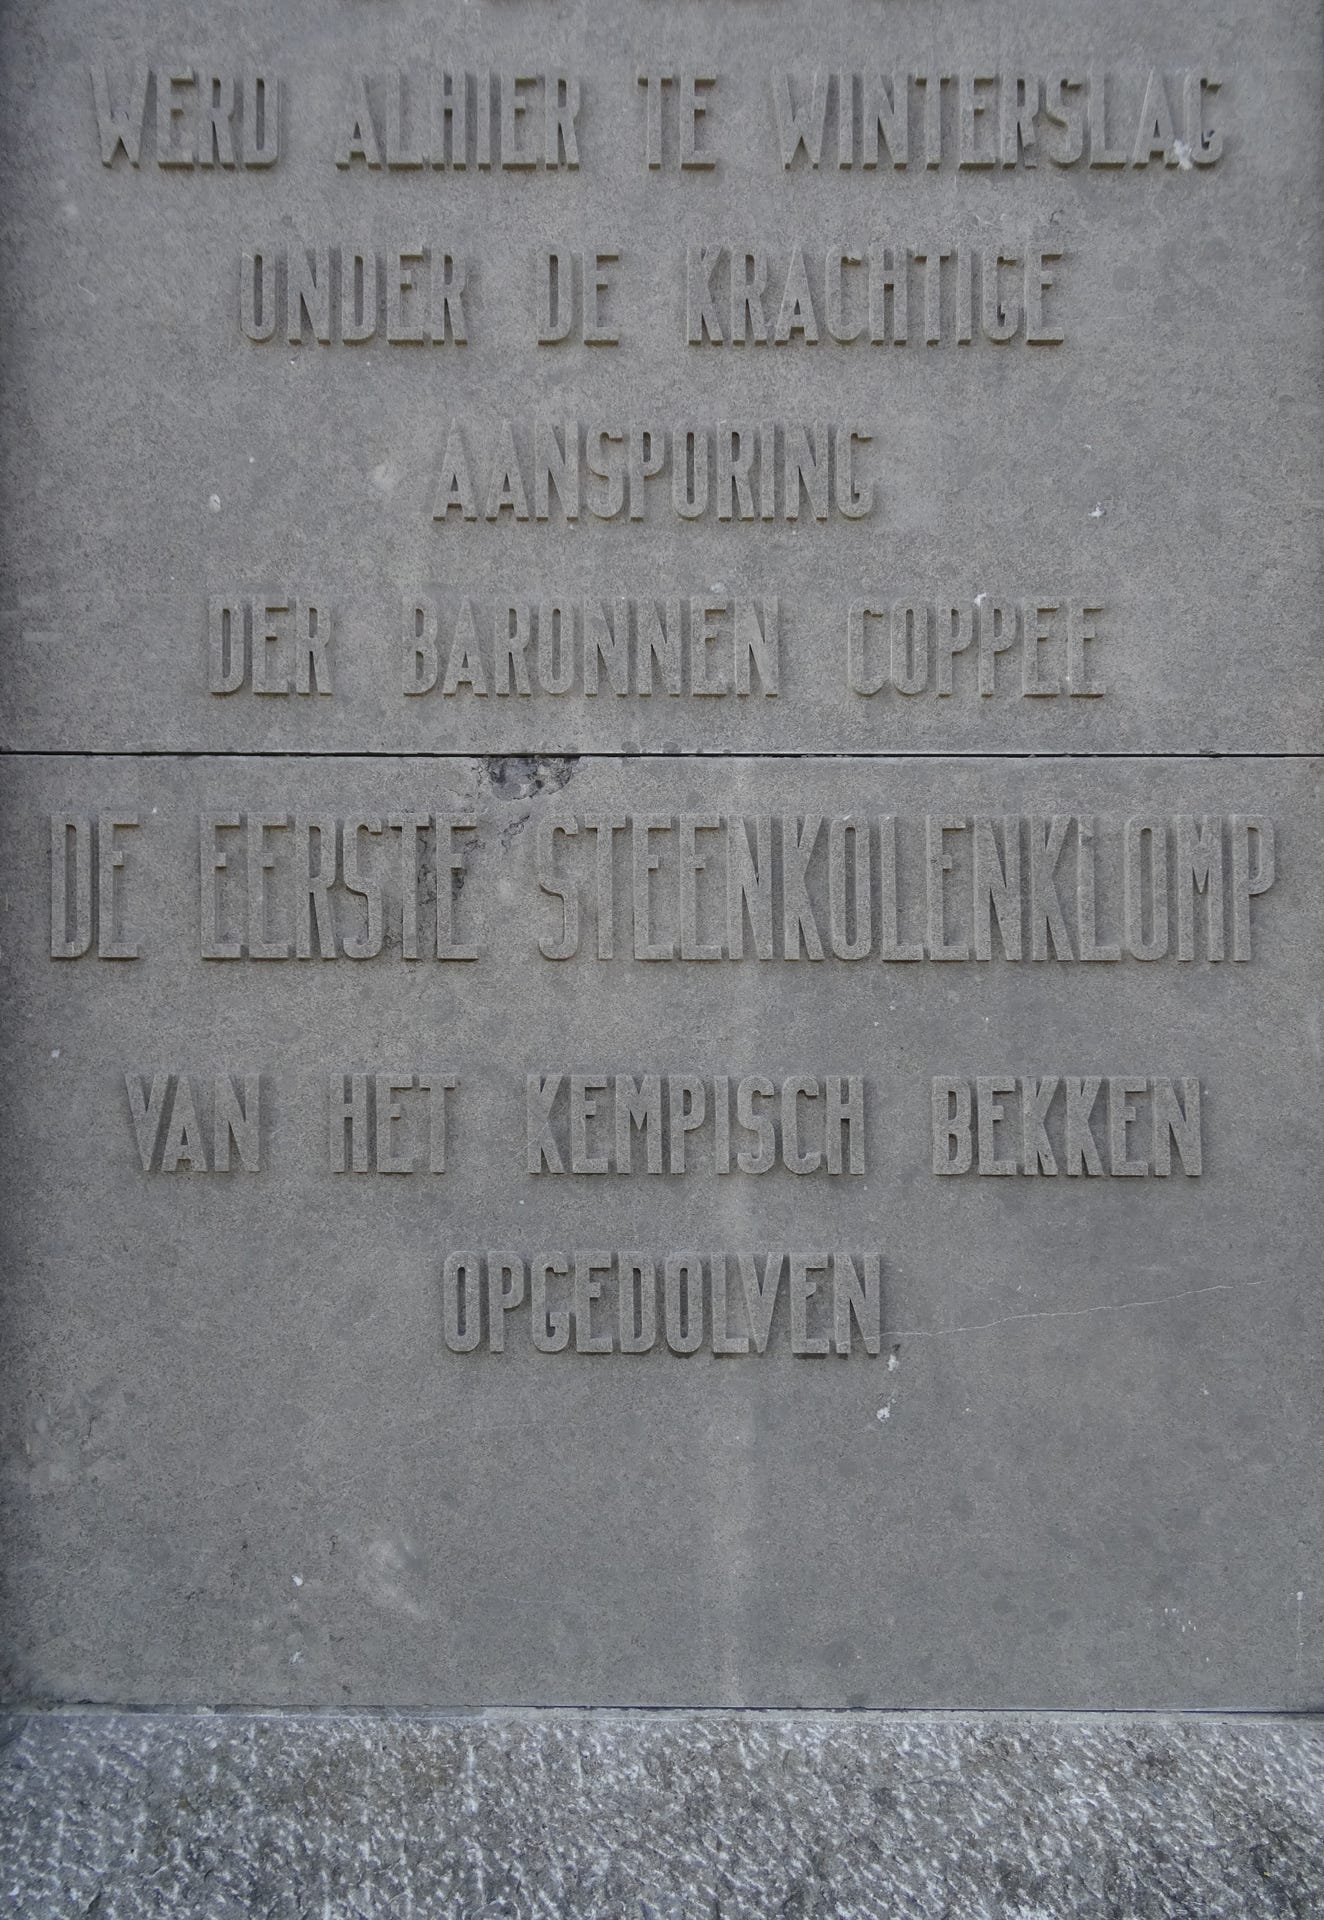 WERD ALHIER TE WINTERSLAG
ONDER DE KRACHTIGE
AANSPORING
DER BARONNEN COPPEE
DE EERSTE STEENKOLENKLOMP
VAN HET KEMPISCH BEKKEN
OPGEDOLVEN